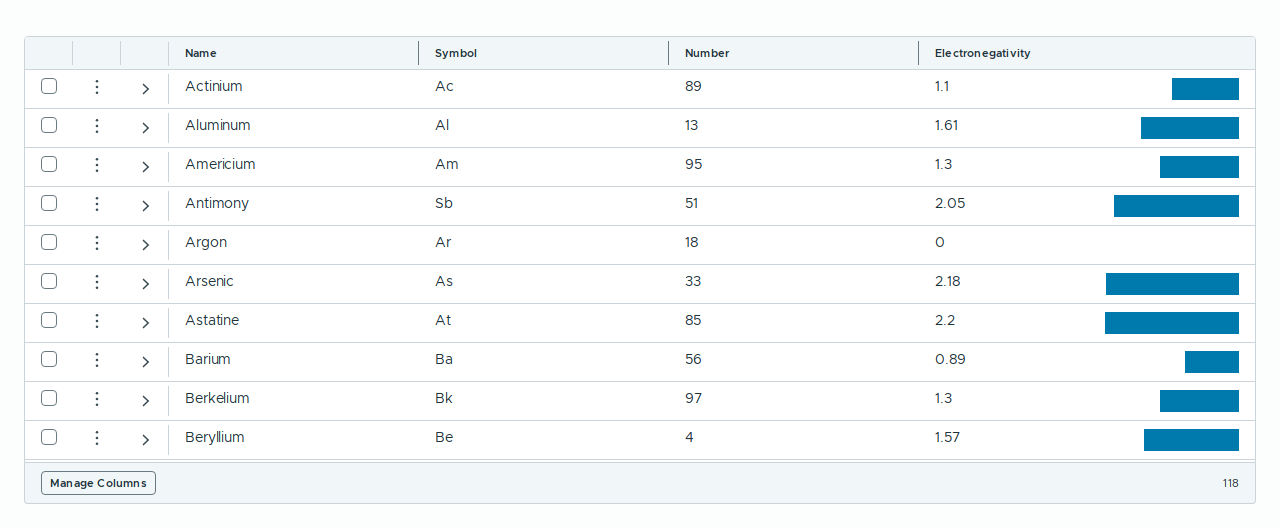 Name Symbol Number Electronegativity
Actinium Ac 89 1.1
Aluminum Al 13 1.61
Americium Am 95 1.3
Antimony Sb 51 2.05
Argon Ar 18 0
Arsenic As 33 2.18
Astatine At 85 2.2
Barium Ba 56 0.89
Berkelium Bk 97 1.3
Beryllium Be 4 1.57
Manage Columns 118